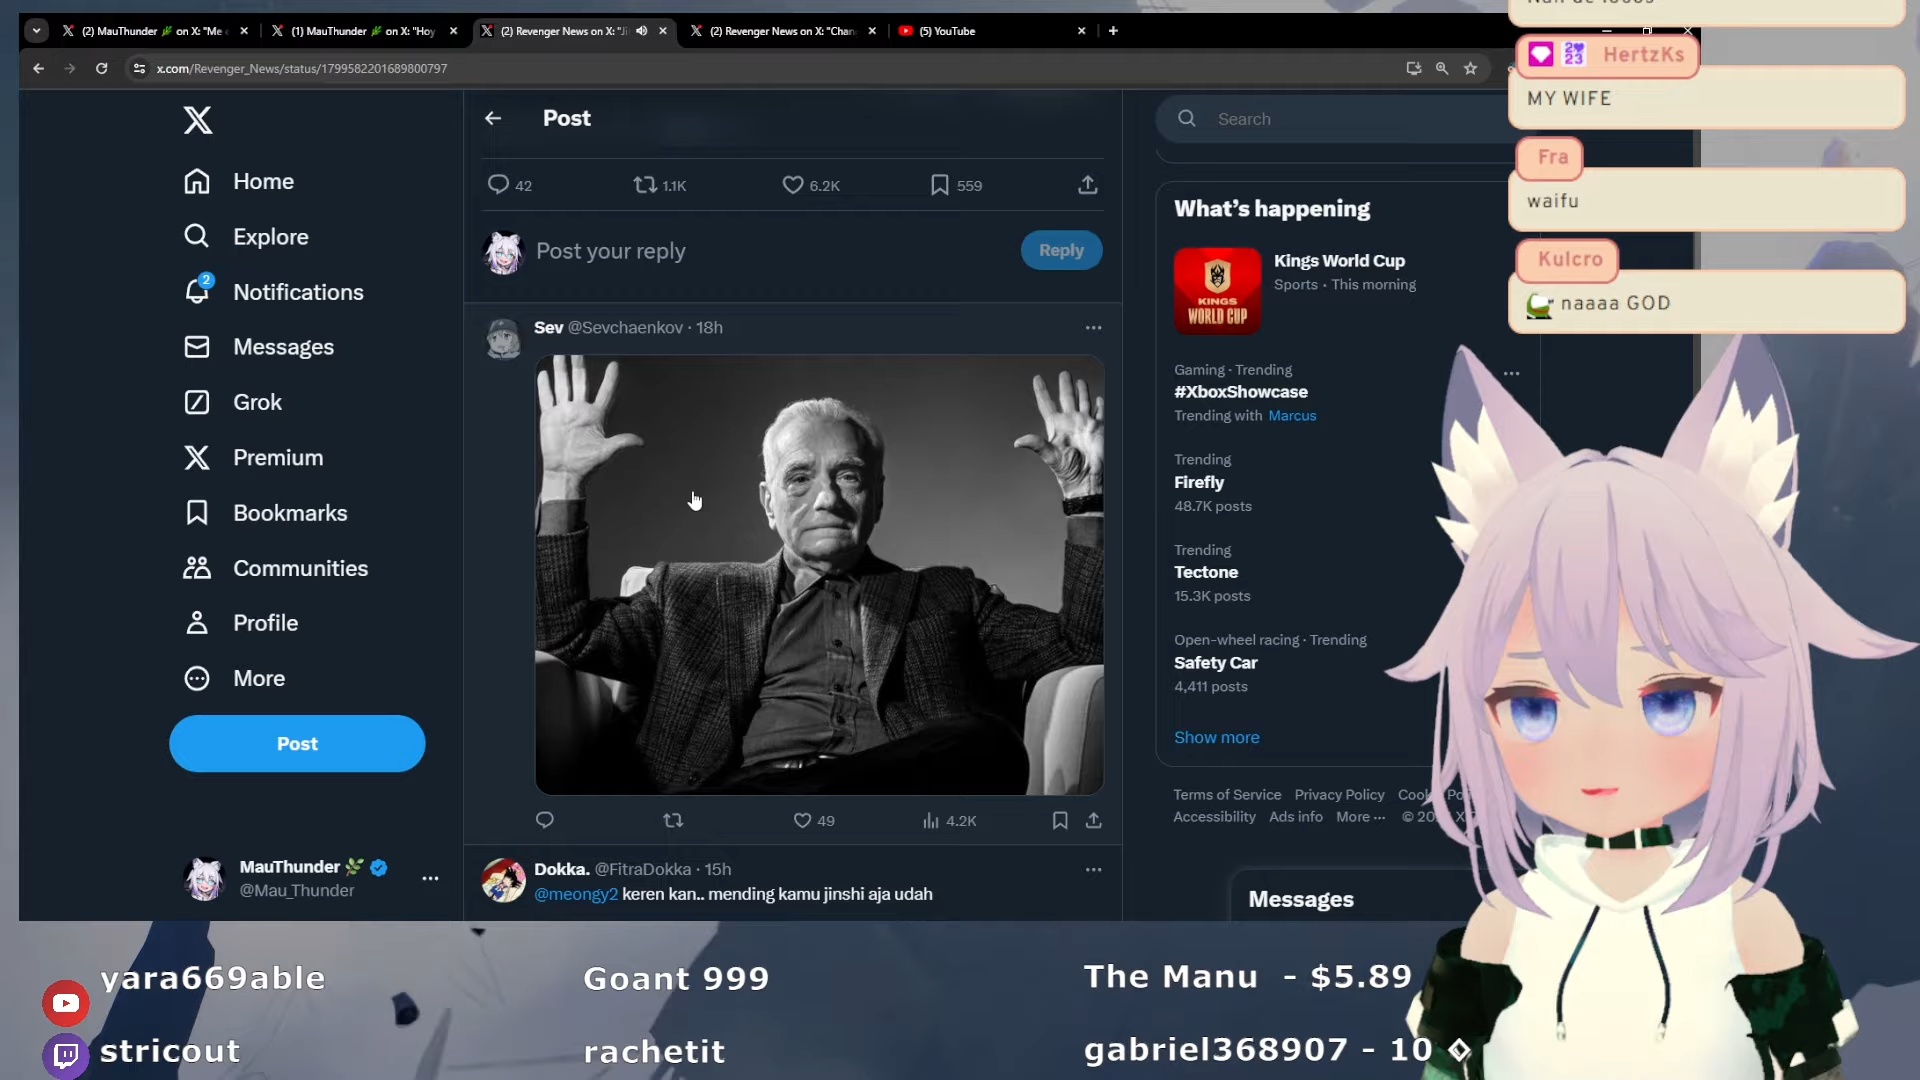 (2) MauThunder 🌿 on X: "Me
(1) MauThunder 🌿 on X: "Hoy
(2) Revenger News on X: "Ji
(2) Revenger News on X: "Chan
(5) YouTube
x.com/Revenger_News/status/1799582201689800797
Home
Explore
2
Notifications
Messages
Grok
Premium
Bookmarks
Communities
Profile
More
Post
MauThunder 🌿
@Mau_Thunder
Post
42
1.1K
6.2K
559
Post your reply
Reply
Sev @Sevchaenkov · 18h
49
4.2K
Dokka. @FitraDokka · 15h
@meongy2 keren kan.. mending kamu jinshi aja udah
Search
What's happening
KINGS
WORLD CUP
Kings World Cup
Sports · This morning
Gaming · Trending
#XboxShowcase
Trending with Marcus
Trending
Firefly
48.7K posts
Trending
Tectone
15.3K posts
Open-wheel racing · Trending
Safety Car
4,411 posts
Show more
Terms of Service Privacy Policy
Accessibility Ads info More ···
Messages
HertzKs
MY WIFE
Fra
waifu
Kulcro
naaaa GOD
yara669able
Goant 999
The Manu - $5.89
stricout
rachetit
gabriel368907 - 10